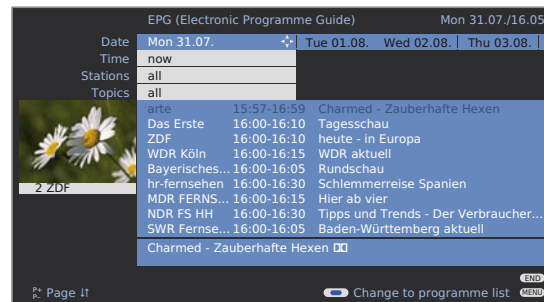 EPG (Electronic Programme Guide) Mon 31.07./16:05
Date Mon 31.07. Tue 01.08. Wed 02.08. Thu 03.08.
Time now
Stations all
Topics all
arte 15:57-16:59 Charmed - Zauberhafte Hexen
Das Erste 16:00-16:10 Tagesschau
ZDF 16:00-16:10 heute - in Europa
WDR Köln 16:00-16:15 WDR aktuell
Bayerisches... 16:00-16:05 Rundschau
hr-fernsehen 16:00-16:30 Schlemmerreise Spanien
2 ZDF
MDR FERNS... 16:00-16:15 Hier ab vier
NDR FS HH 16:00-16:30 Tipps und Trends - Der Verbraucher...
SWR Fernse... 16:00-16:05 Baden-Württemberg aktuell
Charmed - Zauberhafte Hexen
END
P+ P- Page Change to programme list MENU